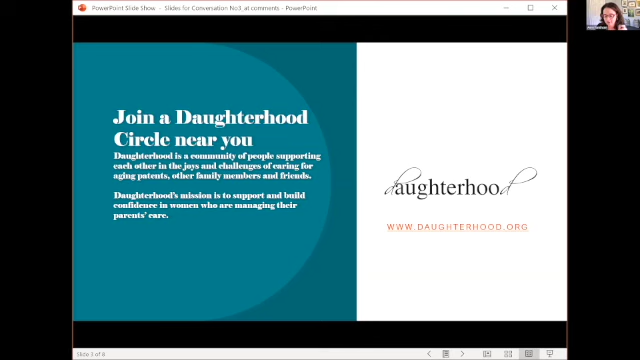 PowerPoint Slide Show - Slides for Conversation No3_at.comments - PowerPoint
Join a Daughterhood
Circle near you
Daughterhood is a community of people supporting
each other in the joys and challenges of caring for
aging patents, other family members and friends.
Daughterhood's mission is to support and build
confidence in women who are managing their
parents' care.
daughterhood
WWW.DAUGHTERHOOD.ORG
Slide 3 of 8